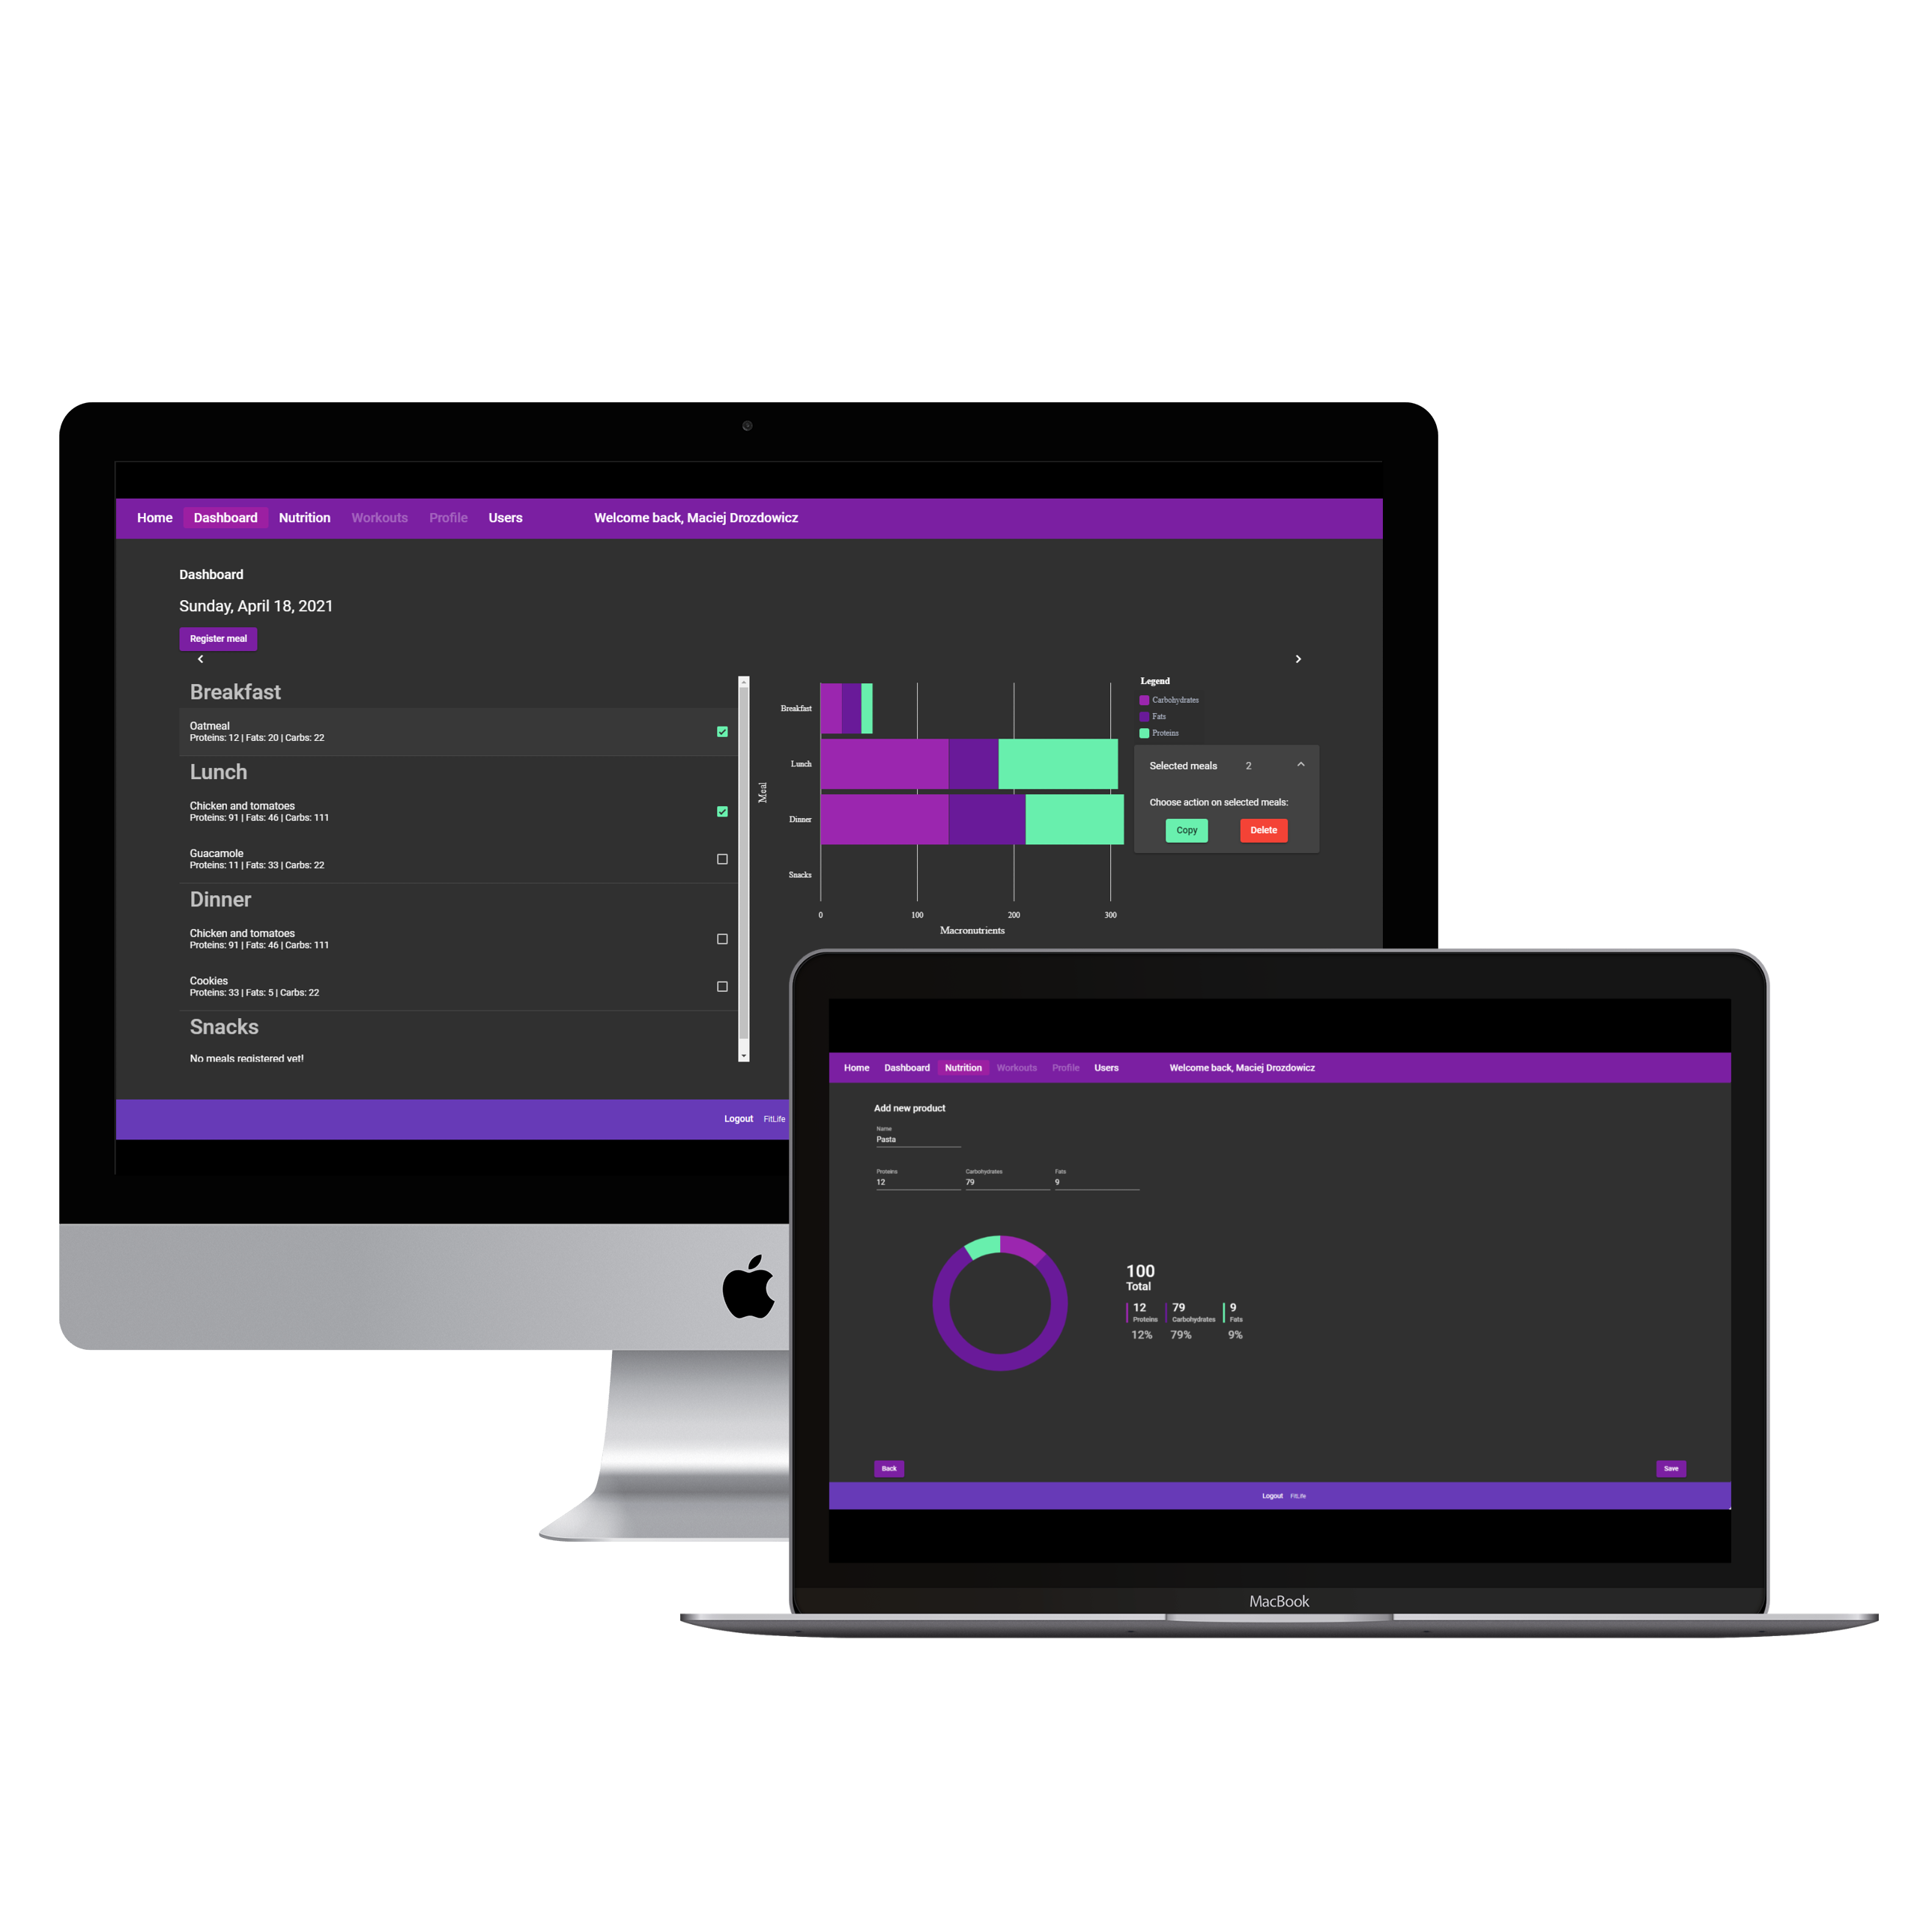 Home Dashboard Nutrition Workouts Profile Users Welcome back, Maciej Drozdowicz
Dashboard
Sunday, April 18, 2021
Register meal
Breakfast
Oatmeal
Proteins: 12 | Fats: 20 | Carbs: 22
Lunch
Chicken and tomatoes
Proteins: 91 | Fats: 46 | Carbs: 111
Guacamole
Proteins: 11 | Fats: 33 | Carbs: 22
Dinner
Chicken and tomatoes
Proteins: 91 | Fats: 46 | Carbs: 111
Cookies
Proteins: 33 | Fats: 5 | Carbs: 22
Snacks
No meals registered yet!
Meal
Breakfast
Lunch
Dinner
Snacks
0 100 200 300
Macronutrients
Legend
Carbohydrates
Fats
Proteins
Selected meals 2
Choose action on selected meals:
Copy Delete
Logout FitLife
Home Dashboard Nutrition Workouts Profile Users Welcome back, Maciej Drozdowicz
Add new product
Name
Pasta
Proteins Carbohydrates Fats
12 79 9
100
Total
12 79 9
Proteins Carbohydrates Fats
12% 79% 9%
Back Save
Logout FitLife
MacBook